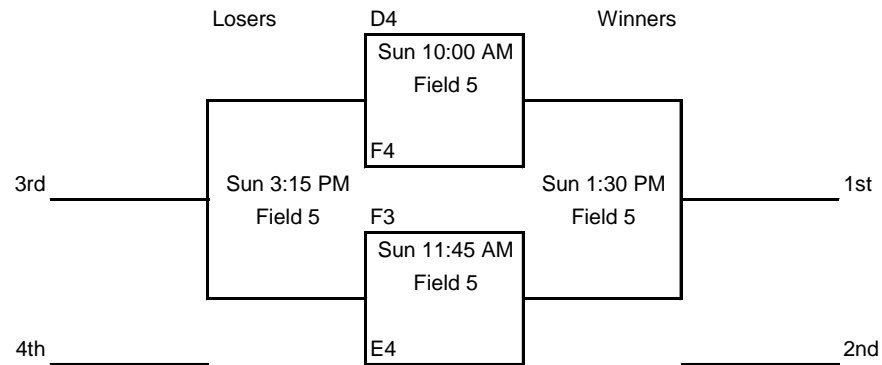 Losers D4 Winners
Sun 10:00 AM
Field 5
F4
3rd Sun 3:15 PM Sun 1:30 PM 1st
Field 5 F3 Field 5
Sun 11:45 AM
Field 5
4th E4 2nd